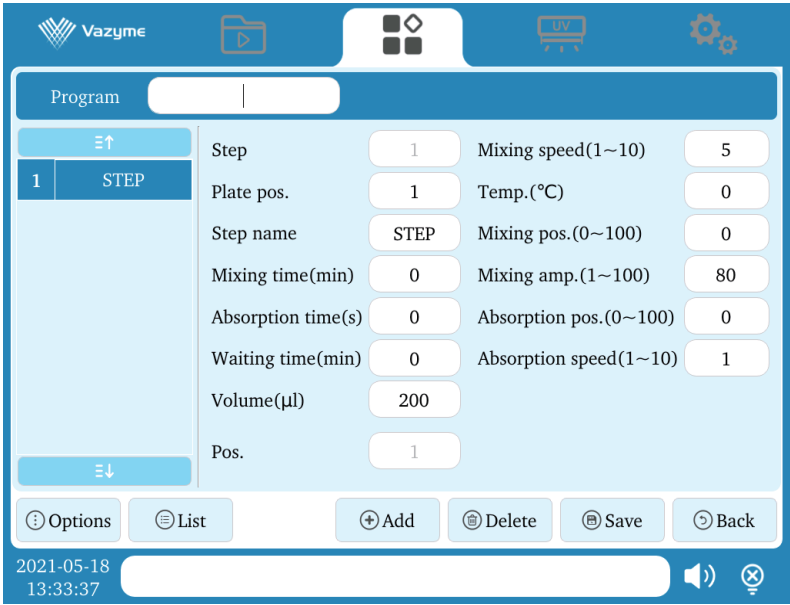 Vazyme
UV
Program
1 STEP
Step 1 Mixing speed(1~10) 5
Plate pos. 1 Temp.(℃) 0
Step name STEP Mixing pos.(0~100) 0
Mixing time(min) 0 Mixing amp.(1~100) 80
Absorption time(s) 0 Absorption pos.(0~100) 0
Waiting time(min) 0 Absorption speed(1~10) 1
Volume(μl) 200
Pos. 1
Options List Add Delete Save Back
2021-05-18
13:33:37